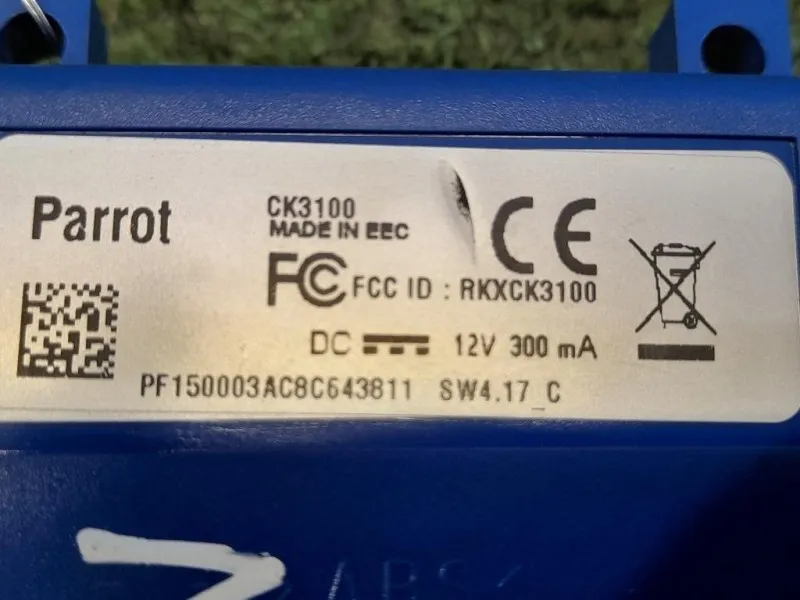 Parrot
CK3100
MADE IN EEC
FC FCC ID : RKXCK3100
CE
DC 12V 300 mA
PF150003AC8C643811 SW4.17_C